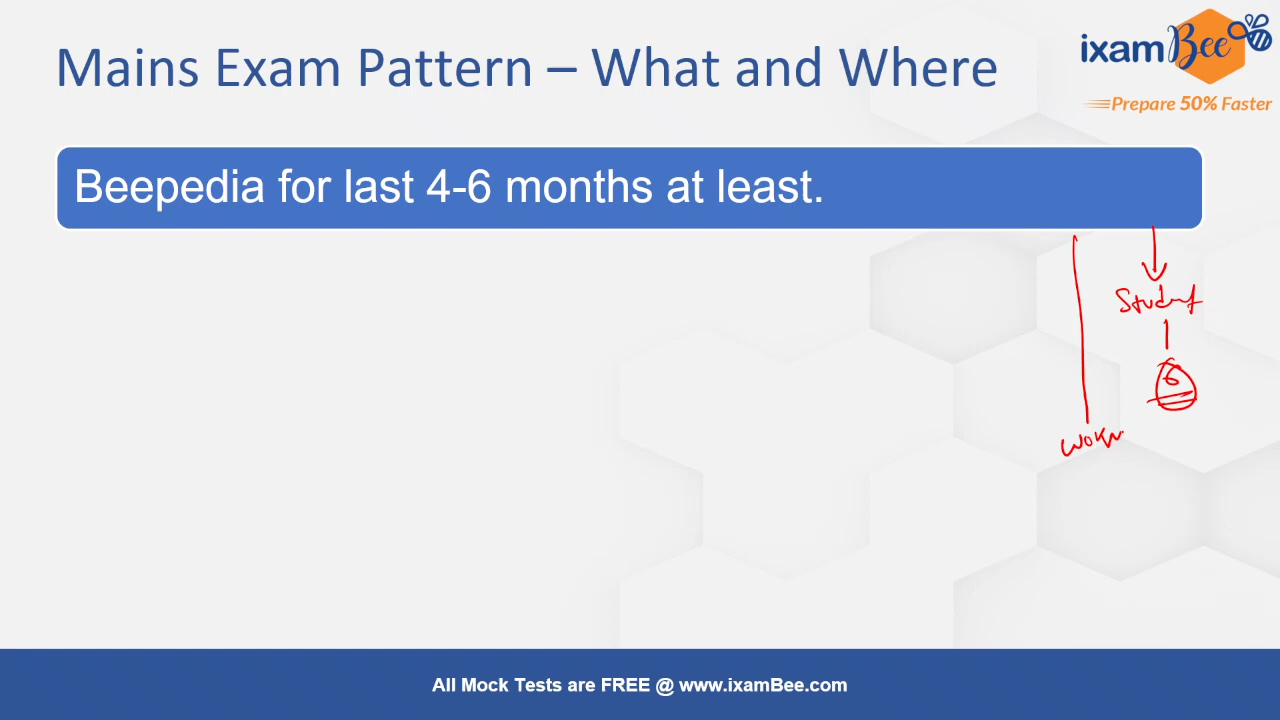 Mains Exam Pattern – What and Where
ixamBee
Prepare 50% Faster
Beepedia for last 4-6 months at least.
Student
6
All Mock Tests are FREE @ www.ixamBee.com